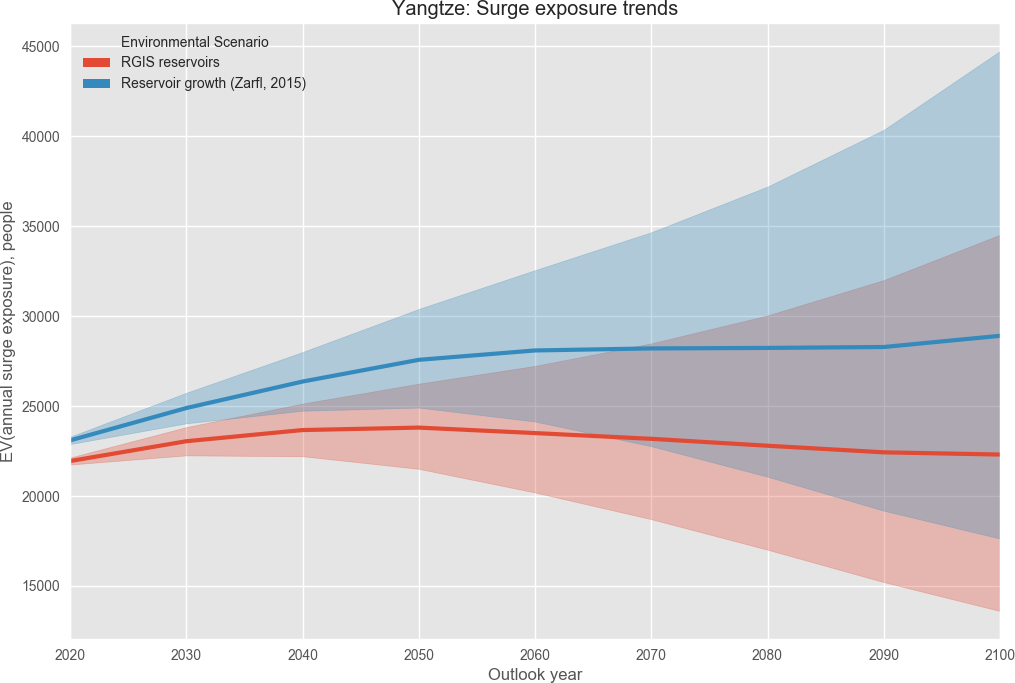 Yangtze: Surge exposure trends
Environmental Scenario
RGIS reservoirs
Reservoir growth (Zarfl, 2015)
EV(annual surge exposure), people
45000
40000
35000
30000
25000
20000
15000
2020 2030 2040 2050 2060 2070 2080 2090 2100
Outlook year